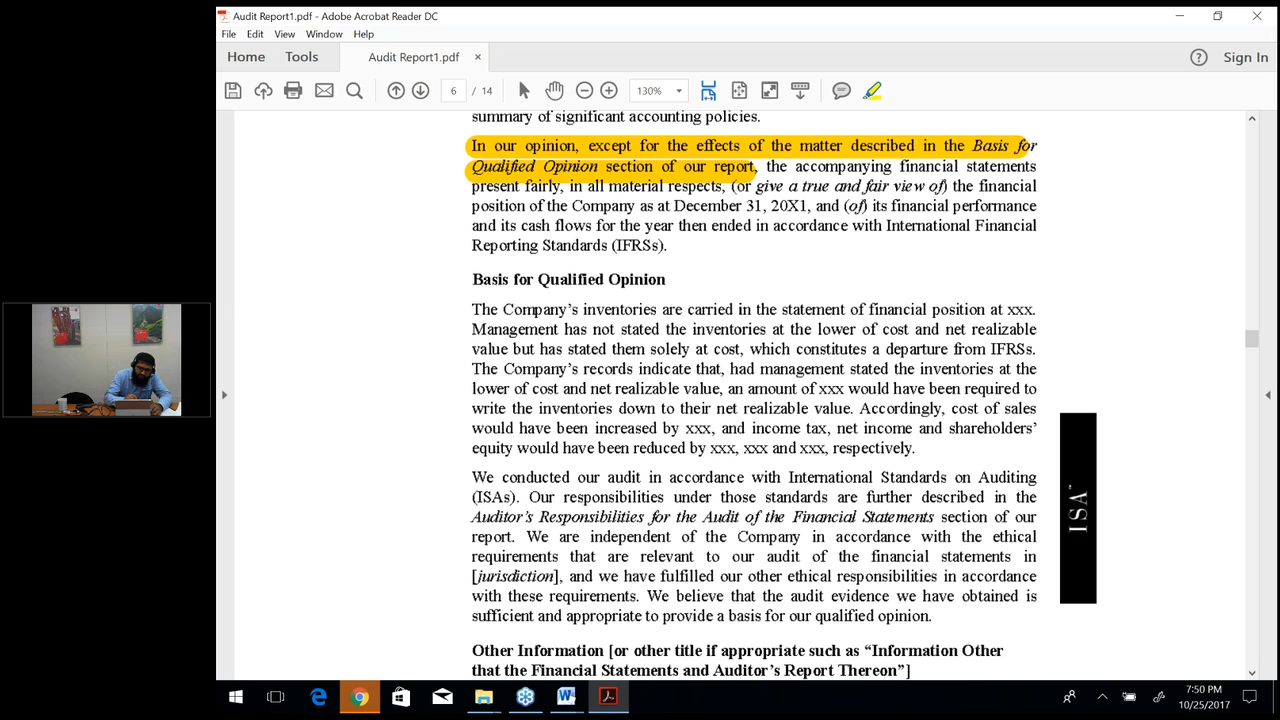 Audit Report1.pdf - Adobe Acrobat Reader DC
File Edit View Window Help
Home Tools Audit Report1.pdf × ? Sign In
6 / 14 130%
summary of significant accounting policies.
In our opinion, except for the effects of the matter described in the Basis for
Qualified Opinion section of our report, the accompanying financial statements
present fairly, in all material respects, (or give a true and fair view of) the financial
position of the Company as at December 31, 20X1, and (of) its financial performance
and its cash flows for the year then ended in accordance with International Financial
Reporting Standards (IFRSs).
Basis for Qualified Opinion
The Company's inventories are carried in the statement of financial position at xxx.
Management has not stated the inventories at the lower of cost and net realizable
value but has stated them solely at cost, which constitutes a departure from IFRSs.
The Company's records indicate that, had management stated the inventories at the
lower of cost and net realizable value, an amount of xxx would have been required to
write the inventories down to their net realizable value. Accordingly, cost of sales
would have been increased by xxx, and income tax, net income and shareholders'
equity would have been reduced by xxx, xxx and xxx, respectively.
We conducted our audit in accordance with International Standards on Auditing
(ISAs). Our responsibilities under those standards are further described in the
Auditor's Responsibilities for the Audit of the Financial Statements section of our
report. We are independent of the Company in accordance with the ethical
requirements that are relevant to our audit of the financial statements in
[jurisdiction], and we have fulfilled our other ethical responsibilities in accordance
with these requirements. We believe that the audit evidence we have obtained is
sufficient and appropriate to provide a basis for our qualified opinion.
Other Information [or other title if appropriate such as “Information Other
that the Financial Statements and Auditor's Report Thereon”]
ISA™
7:50 PM
10/25/2017